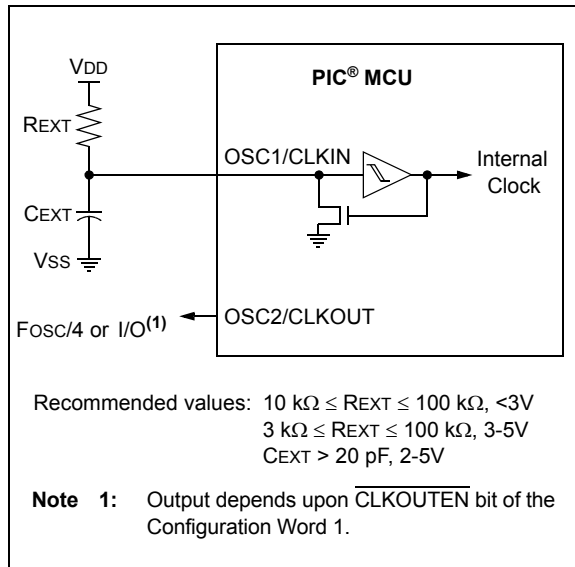 VDD
PIC® MCU
REXT
OSC1/CLKIN
Internal
Clock
CEXT
VSS
OSC2/CLKOUT
FOSC/4 or I/O(1)
Recommended values: 10 kΩ ≤ REXT ≤ 100 kΩ, <3V
3 kΩ ≤ REXT ≤ 100 kΩ, 3-5V
CEXT > 20 pF, 2-5V
Note 1: Output depends upon CLKOUTEN bit of the
Configuration Word 1.